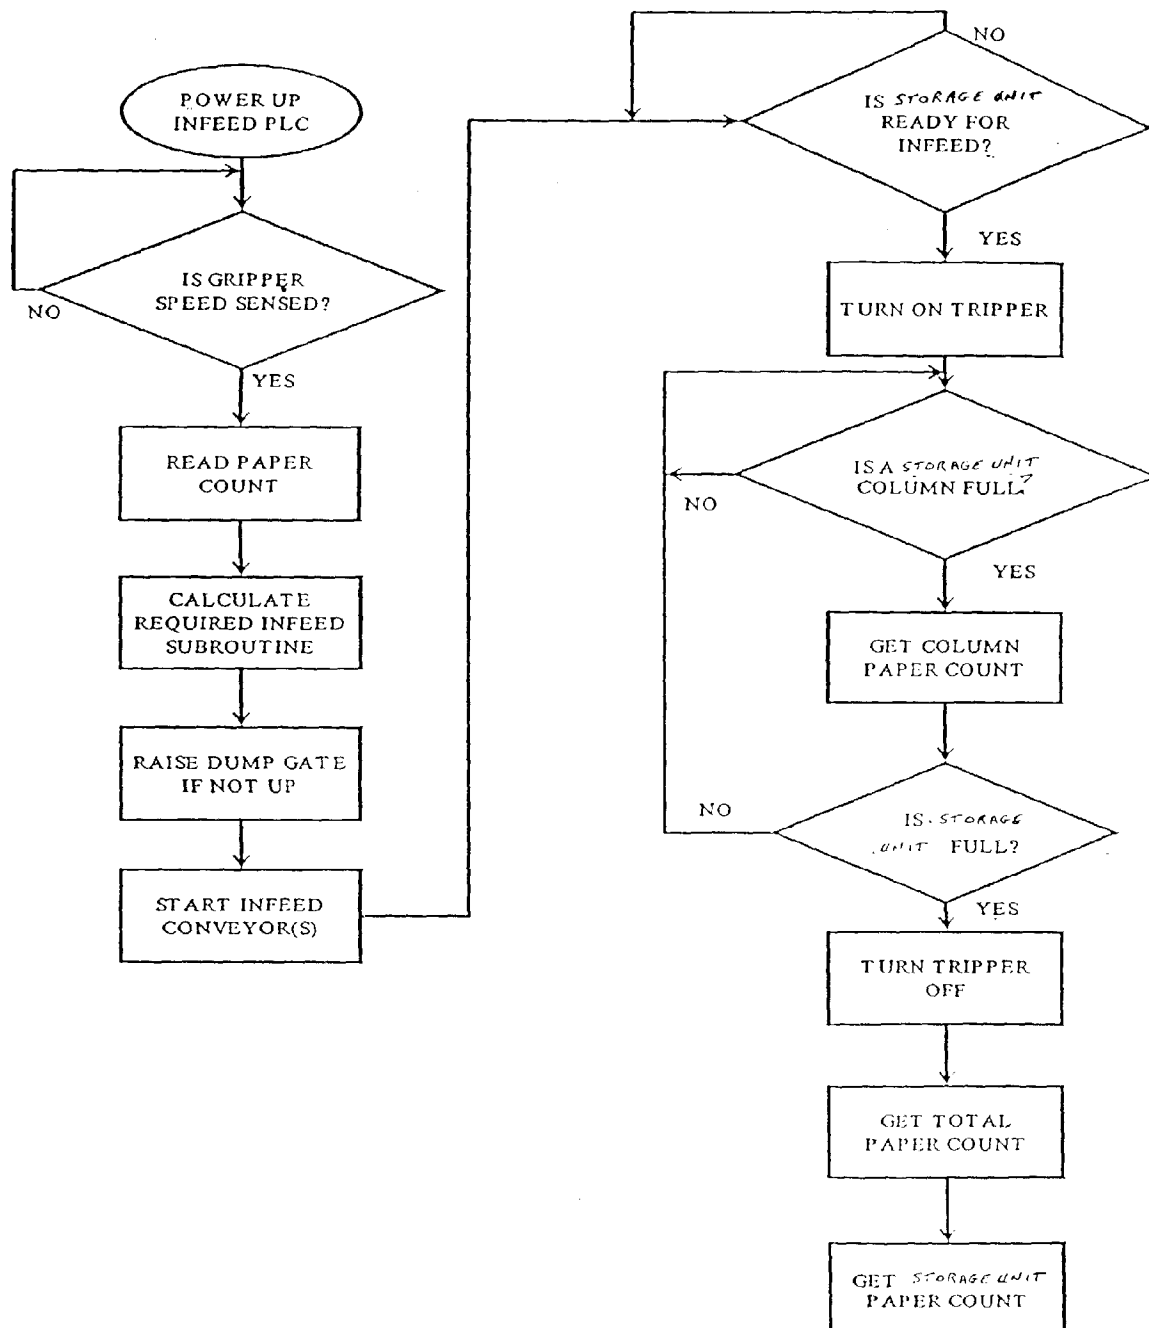 POWER UP
INFEED PLC
IS GRIPPER
SPEED SENSED?
NO
YES
READ PAPER
COUNT
CALCULATE
REQUIRED INFEED
SUBROUTINE
RAISE DUMP GATE
IF NOT UP
START INFEED
CONVEYOR(S)
NO
IS STORAGE UNIT
READY FOR
INFEED?
YES
TURN ON TRIPPER
IS A STORAGE UNIT
COLUMN FULL?
NO
YES
GET COLUMN
PAPER COUNT
NO
IS STORAGE
UNIT FULL?
YES
TURN TRIPPER
OFF
GET TOTAL
PAPER COUNT
GET STORAGE UNIT
PAPER COUNT